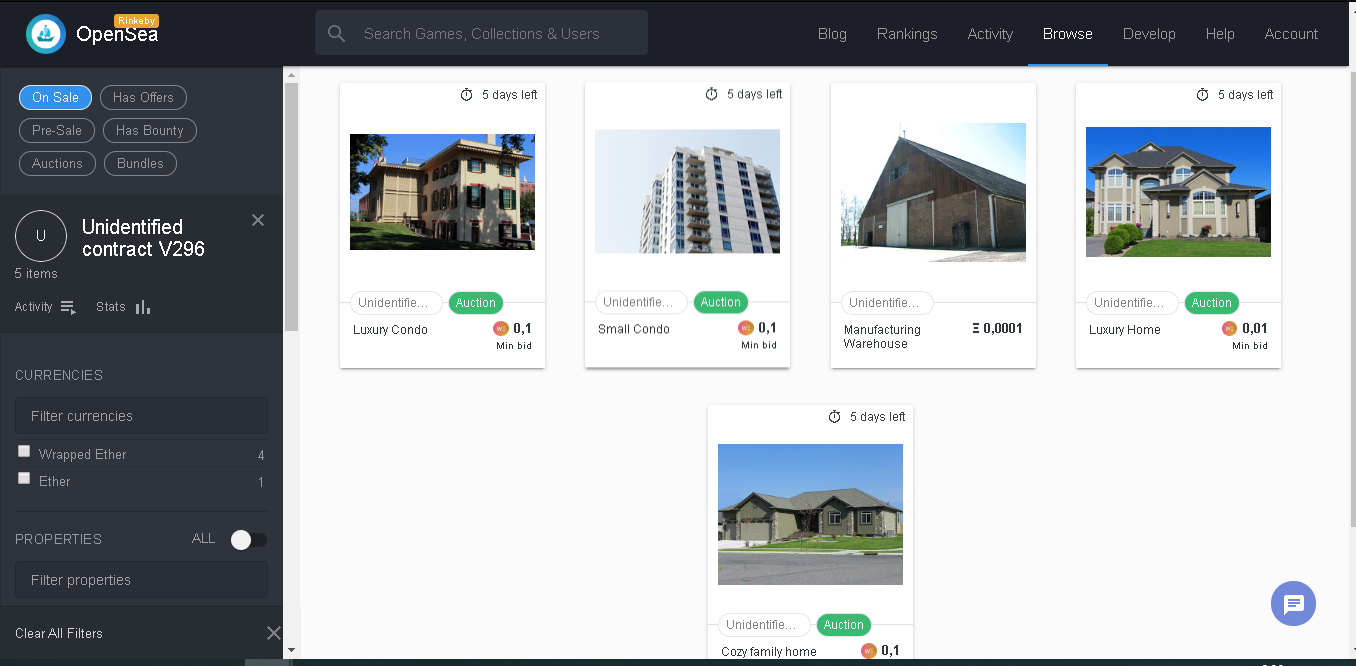 Rinkeby
OpenSea
Search Games, Collections & Users
Blog
Rankings
Activity
Browse
Develop
Help
Account
On Sale
Has Offers
Pre-Sale
Has Bounty
Auctions
Bundles
U
Unidentified
contract V296
5 items
Activity
Stats
CURRENCIES
Filter currencies
Wrapped Ether 4
Ether 1
PROPERTIES ALL
Filter properties
Clear All Filters
5 days left
Unidentifie... Auction
Luxury Condo 0,1
Min bid
5 days left
Unidentifie... Auction
Small Condo 0,1
Min bid
Unidentifie...
Manufacturing Ξ 0,0001
Warehouse
5 days left
Unidentifie... Auction
Luxury Home 0,01
Min bid
5 days left
Unidentifie... Auction
Cozy family home 0,1